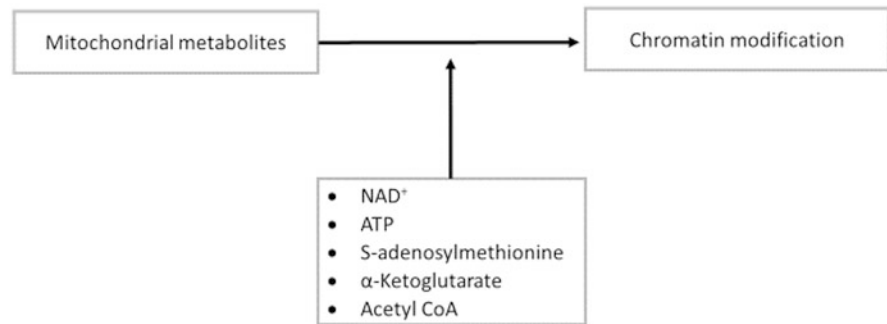 Mitochondrial metabolites
Chromatin modification
• NAD⁺
• ATP
• S-adenosylmethionine
• α-Ketoglutarate
• Acetyl CoA